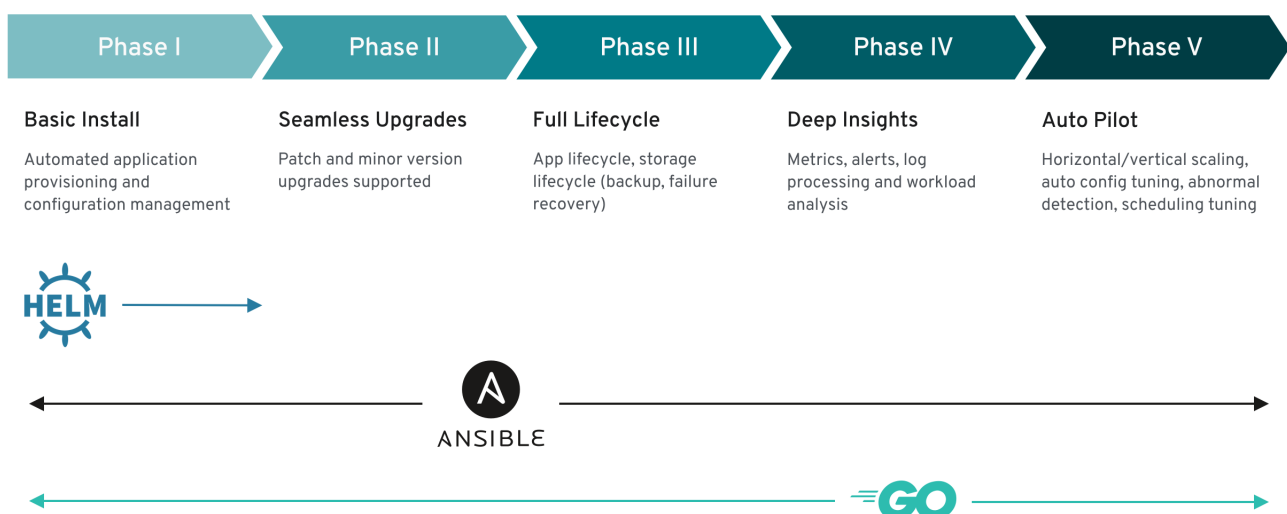 Phase I
Phase II
Phase III
Phase IV
Phase V
Basic Install
Automated application
provisioning and
configuration management
Seamless Upgrades
Patch and minor version
upgrades supported
Full Lifecycle
App lifecycle, storage
lifecycle (backup, failure
recovery)
Deep Insights
Metrics, alerts, log
processing and workload
analysis
Auto Pilot
Horizontal/vertical scaling,
auto config tuning, abnormal
detection, scheduling tuning
HELM
A
ANSIBLE
GO